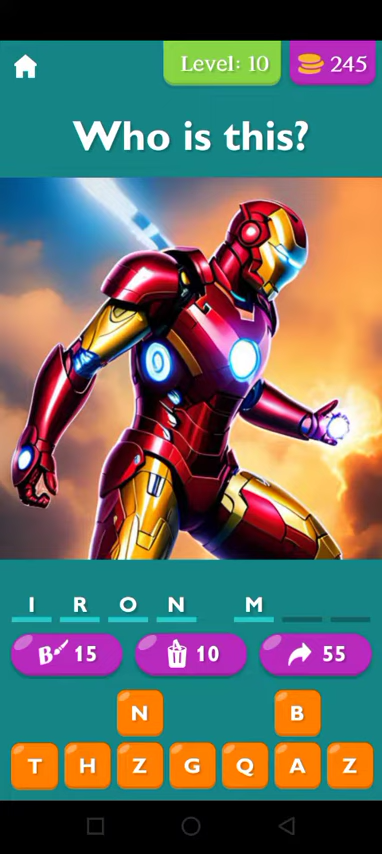 Level: 10 245
Who is this?
I R O N M
B 15 10 55
N B
T H Z G Q A Z